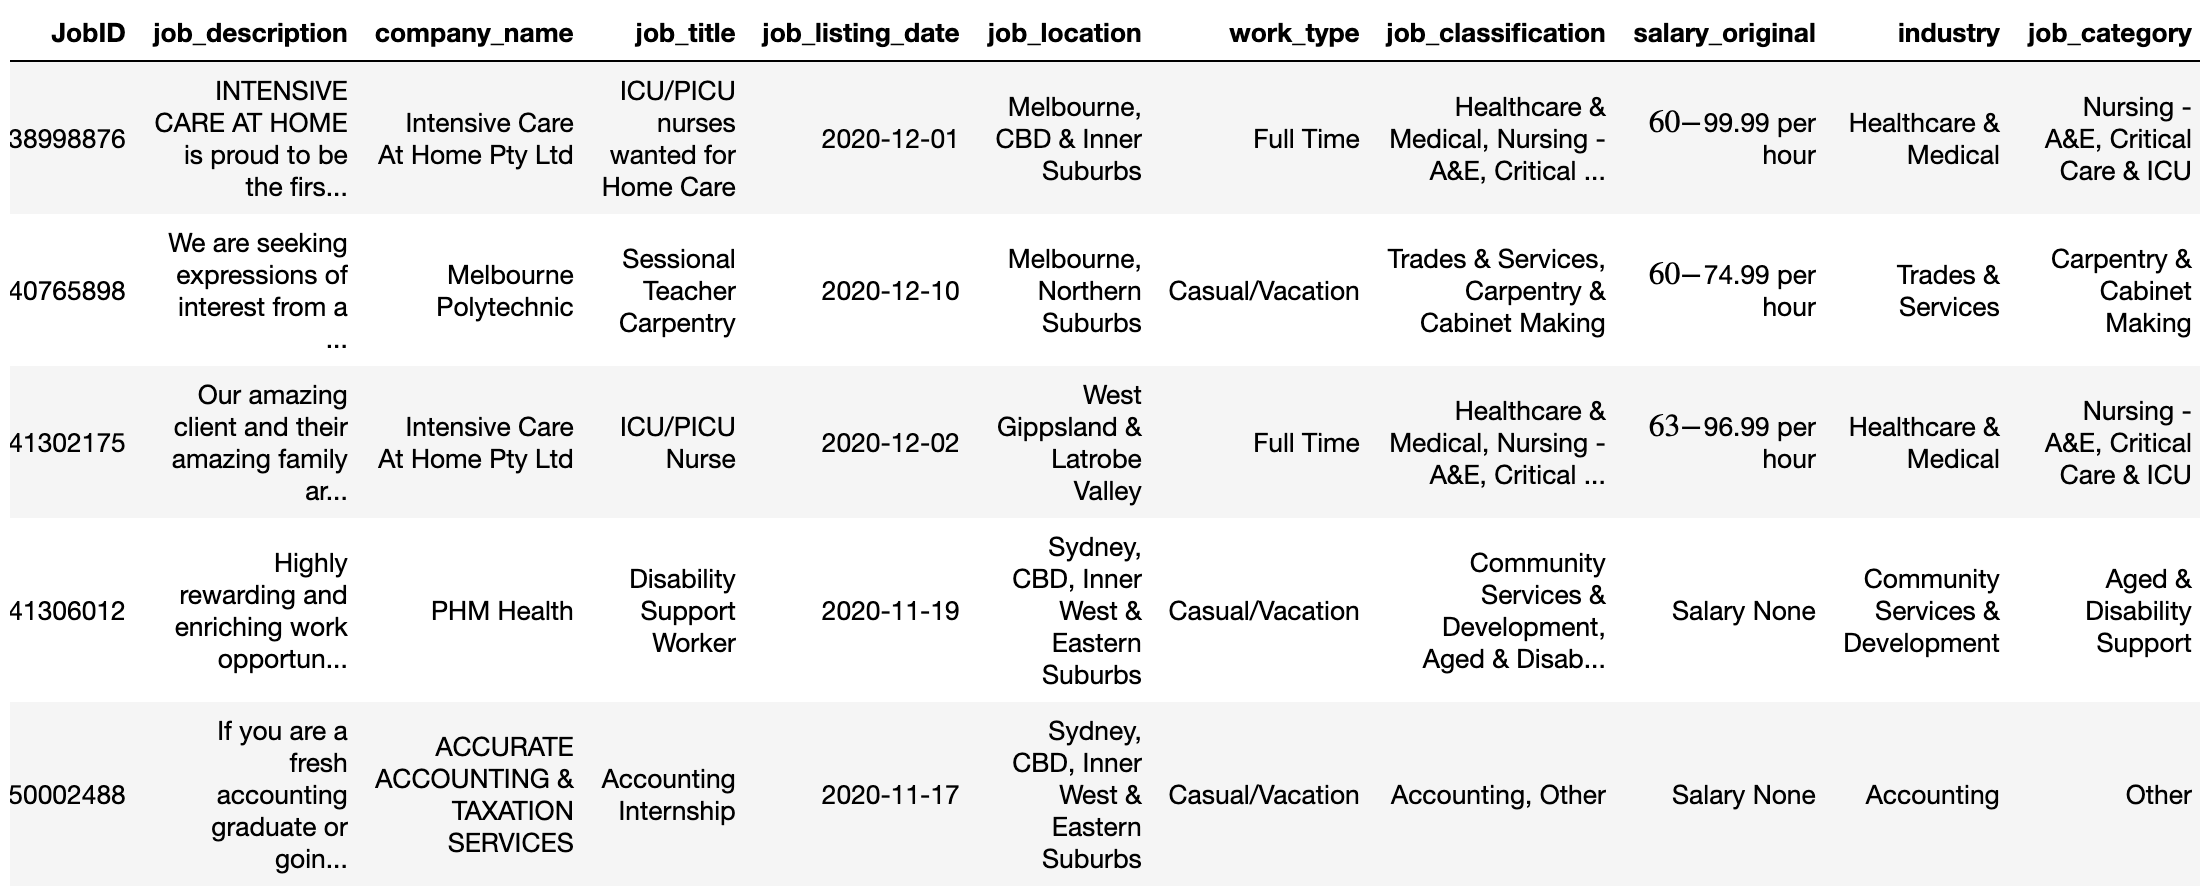 JobID job_description company_name job_title job_listing_date job_location work_type job_classification salary_original industry job_category
38998876
INTENSIVE
CARE AT HOME
is proud to be
the firs...
Intensive Care
At Home Pty Ltd
ICU/PICU
nurses
wanted for
Home Care
2020-12-01
Melbourne,
CBD & Inner
Suburbs
Full Time
Healthcare &
Medical, Nursing -
A&E, Critical ...
60−99.99 per
hour
Healthcare &
Medical
Nursing -
A&E, Critical
Care & ICU
40765898
We are seeking
expressions of
interest from a
...
Melbourne
Polytechnic
Sessional
Teacher
Carpentry
2020-12-10
Melbourne,
Northern
Suburbs
Casual/Vacation
Trades & Services,
Carpentry &
Cabinet Making
60−74.99 per
hour
Trades &
Services
Carpentry &
Cabinet
Making
41302175
Our amazing
client and their
amazing family
ar...
Intensive Care
At Home Pty Ltd
ICU/PICU
Nurse
2020-12-02
West
Gippsland &
Latrobe
Valley
Full Time
Healthcare &
Medical, Nursing -
A&E, Critical ...
63−96.99 per
hour
Healthcare &
Medical
Nursing -
A&E, Critical
Care & ICU
41306012
Highly
rewarding and
enriching work
opportun...
PHM Health
Disability
Support
Worker
2020-11-19
Sydney,
CBD, Inner
West &
Eastern
Suburbs
Casual/Vacation
Community
Services &
Development,
Aged & Disab...
Salary None
Community
Services &
Development
Aged &
Disability
Support
50002488
If you are a
fresh
accounting
graduate or
goin...
ACCURATE
ACCOUNTING &
TAXATION
SERVICES
Accounting
Internship
2020-11-17
Sydney,
CBD, Inner
West &
Eastern
Suburbs
Casual/Vacation
Accounting, Other
Salary None
Accounting
Other